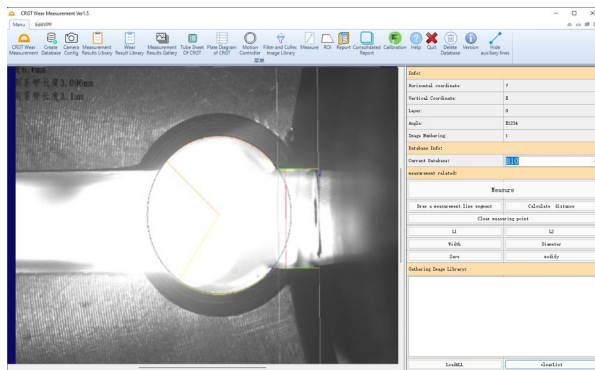 CRGT Wear Measurement Ver1.3
Menu EditSTFF
CRGT Wear Measurement
Create Database
Camera Config
Measurement Results Library
Wear Result Library
Measurement Results Gallery
Tube Sheet Of CRGT
Plate Diagram of CRGT
Motion Controller
Filter and Collec Image Library
Measure
ROI
Report
Consolidated Report
Calibration
Help
Quit
Delete Database
Version
Hide auxiliary lines
菜单
Info:
Horizontal coordinate: 7
Vertical Coordinate: E
Layer: 0
Angle:
Image Numbering: 1
Database Info:
Current Database:
measurement related:
Measure
Draw a measurement line segment
Calculate distance
Clear measuring point
L1
L2
Width
Diameter
Save
modify
Gathering Image Library:
LoadALL
clearList